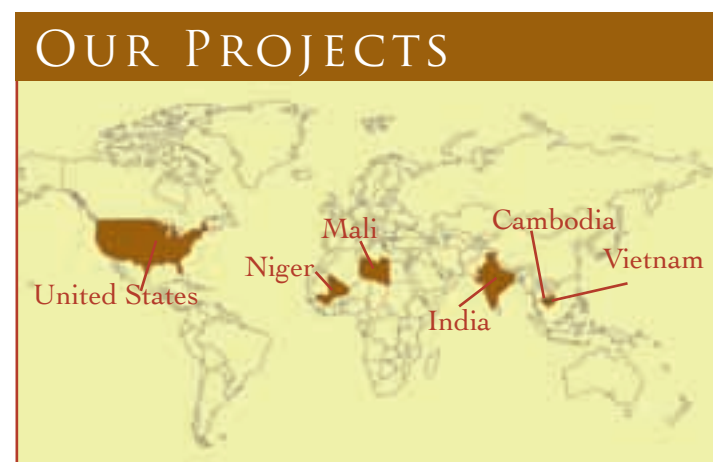 OUR PROJECTS
Cambodia
Mali
Vietnam
Niger
United States
India